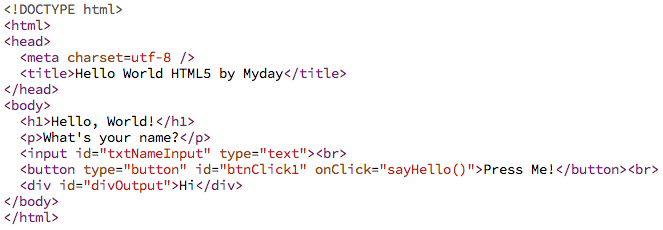 <!DOCTYPE html>
<html>
<head>
  <meta charset=utf-8 />
  <title>Hello World HTML5 by Myday</title>
</head>
<body>
  <h1>Hello, World!</h1>
  <p>What's your name?</p>
  <input id="txtNameInput" type="text"><br>
  <button type="button" id="btnClick1" onClick="sayHello()">Press Me!</button><br>
  <div id="divOutput">Hi</div>
</body>
</html>